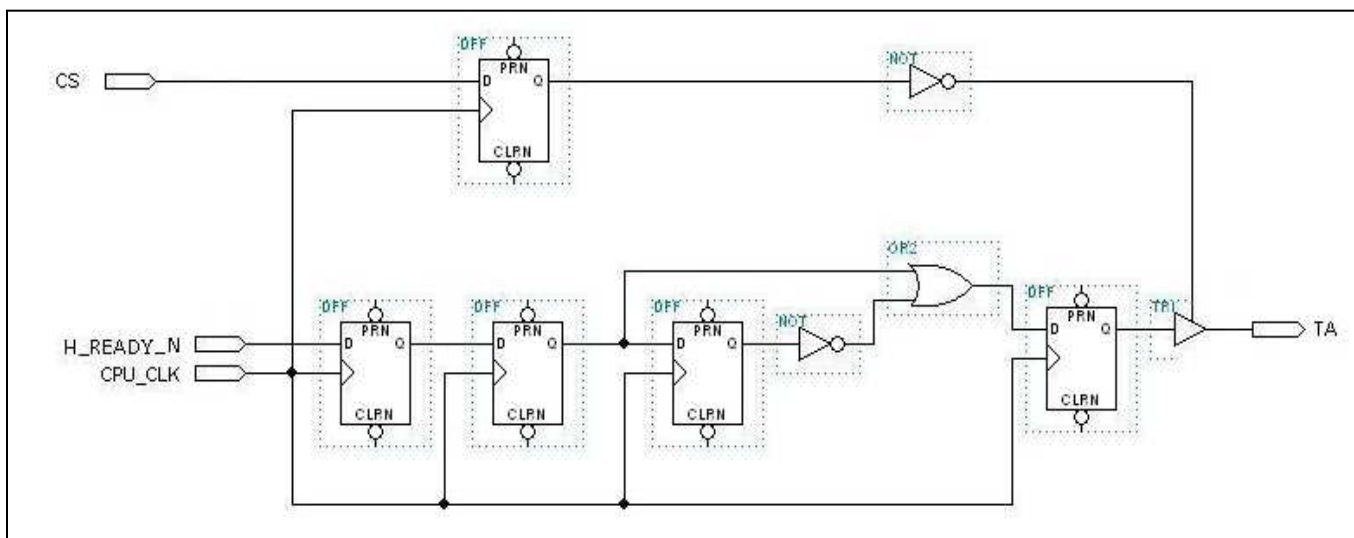 DFF
CS
PRN
D Q
CLRN
NOT
OR2
DFF
PRN
D Q
CLRN
DFF
PRN
D Q
CLRN
DFF
PRN
D Q
CLRN
NOT
DFF
PRN
D Q
CLRN
TRI
TA
H_READY_N
CPU_CLK